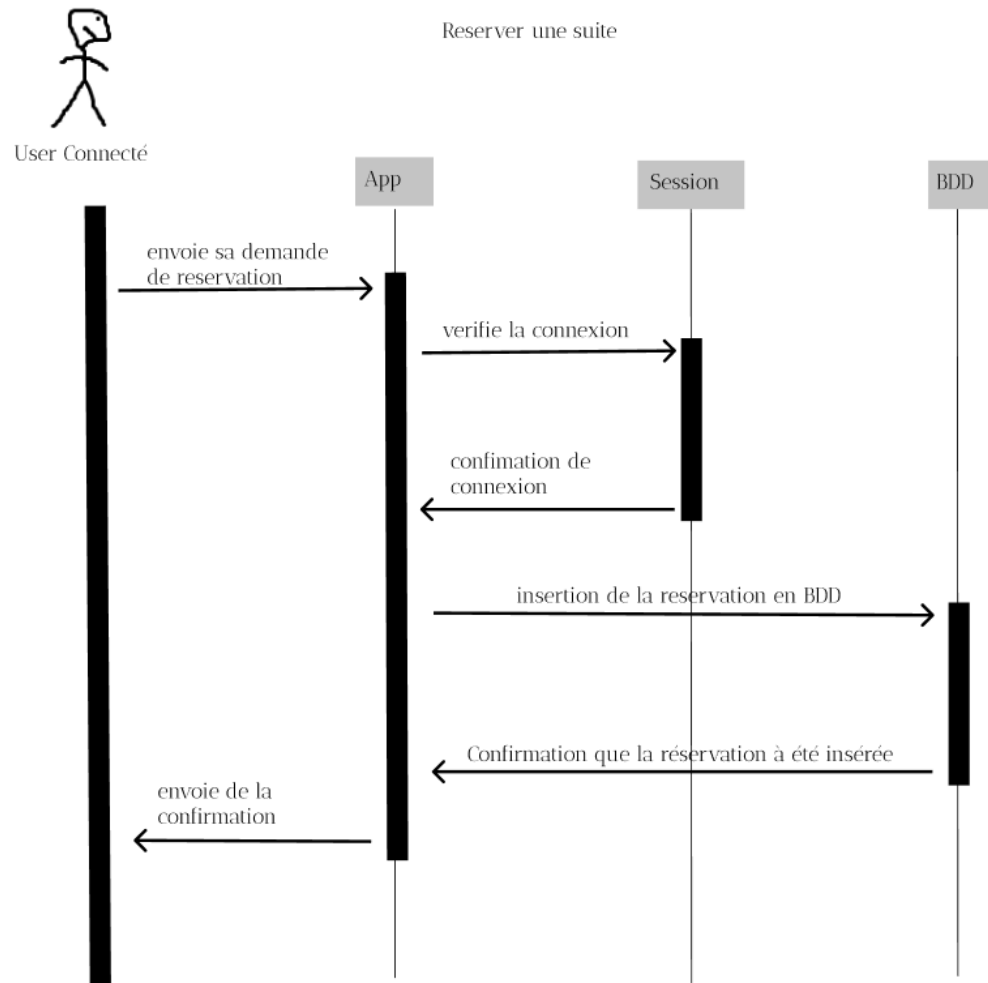 Reserver une suite
User Connecté
App
Session
BDD
envoie sa demande
de reservation
verifie la connexion
confimation de
connexion
insertion de la reservation en BDD
Confirmation que la réservation à été insérée
envoie de la
confirmation